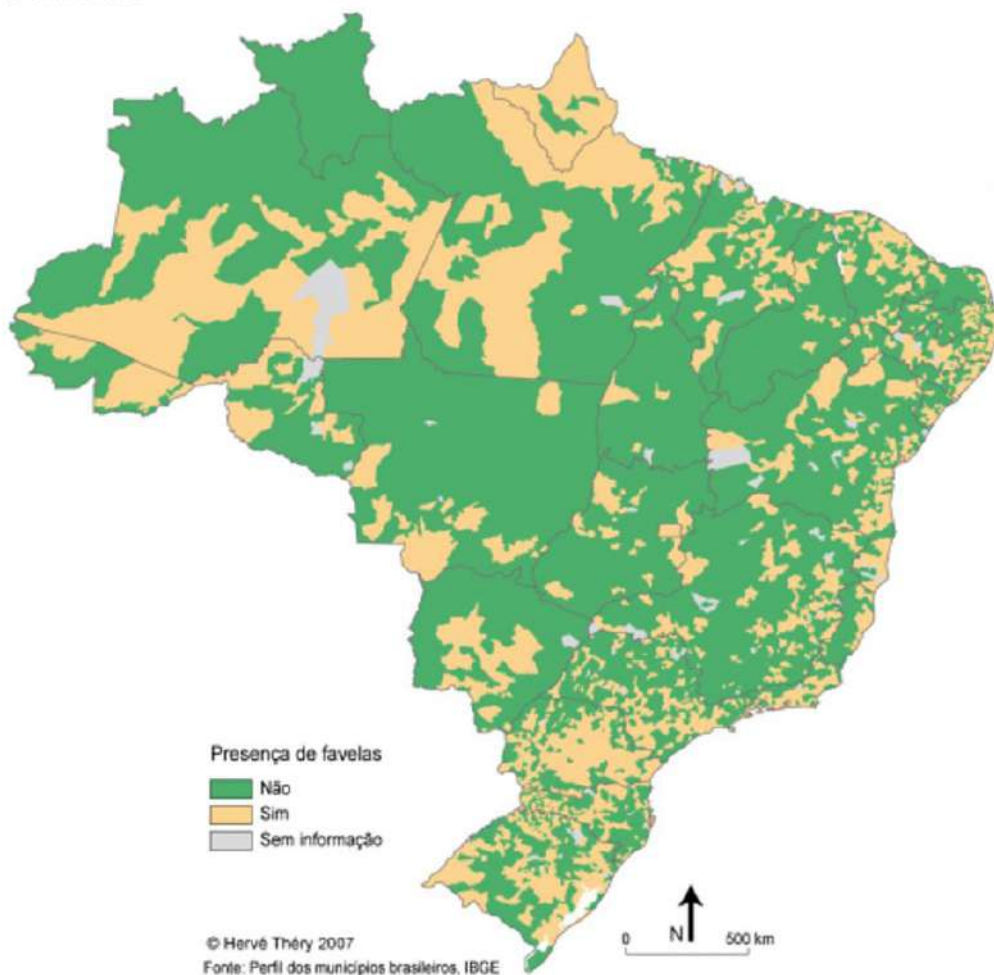 Presença de favelas
Não
Sim
Sem informação
© Hervé Théry 2007
Fonte: Perfil dos municípios brasileiros, IBGE
N
0 500 km